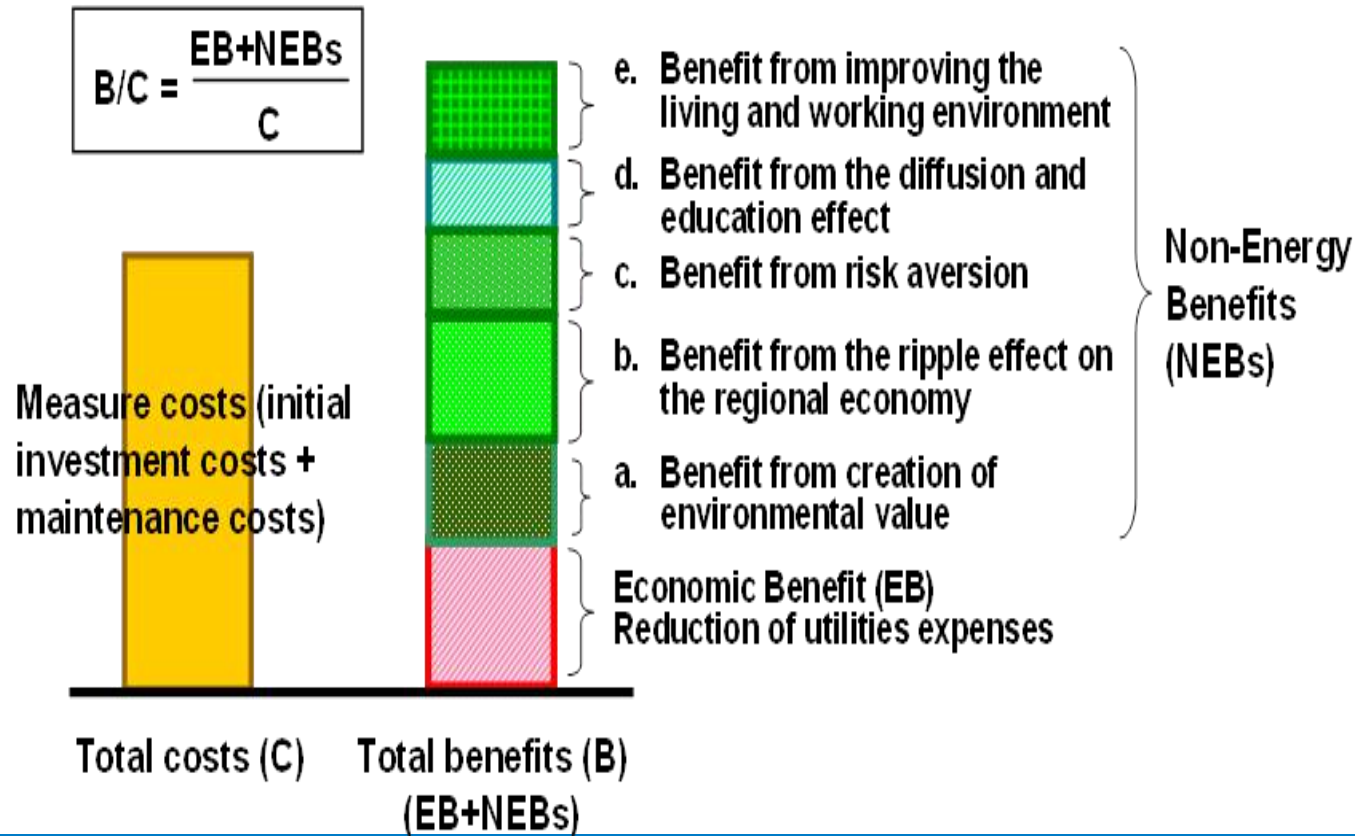 B/C = EB+NEBs
C
e. Benefit from improving the
living and working environment
d. Benefit from the diffusion and
education effect
c. Benefit from risk aversion
b. Benefit from the ripple effect on
the regional economy
a. Benefit from creation of
environmental value
Non-Energy
Benefits
(NEBs)
Economic Benefit (EB)
Reduction of utilities expenses
Measure costs (initial
investment costs +
maintenance costs)
Total costs (C)
Total benefits (B)
(EB+NEBs)